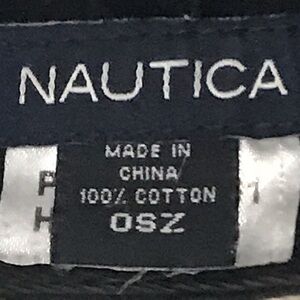 NAUTICA
MADE IN
CHINA
100% COTTON
OSZ